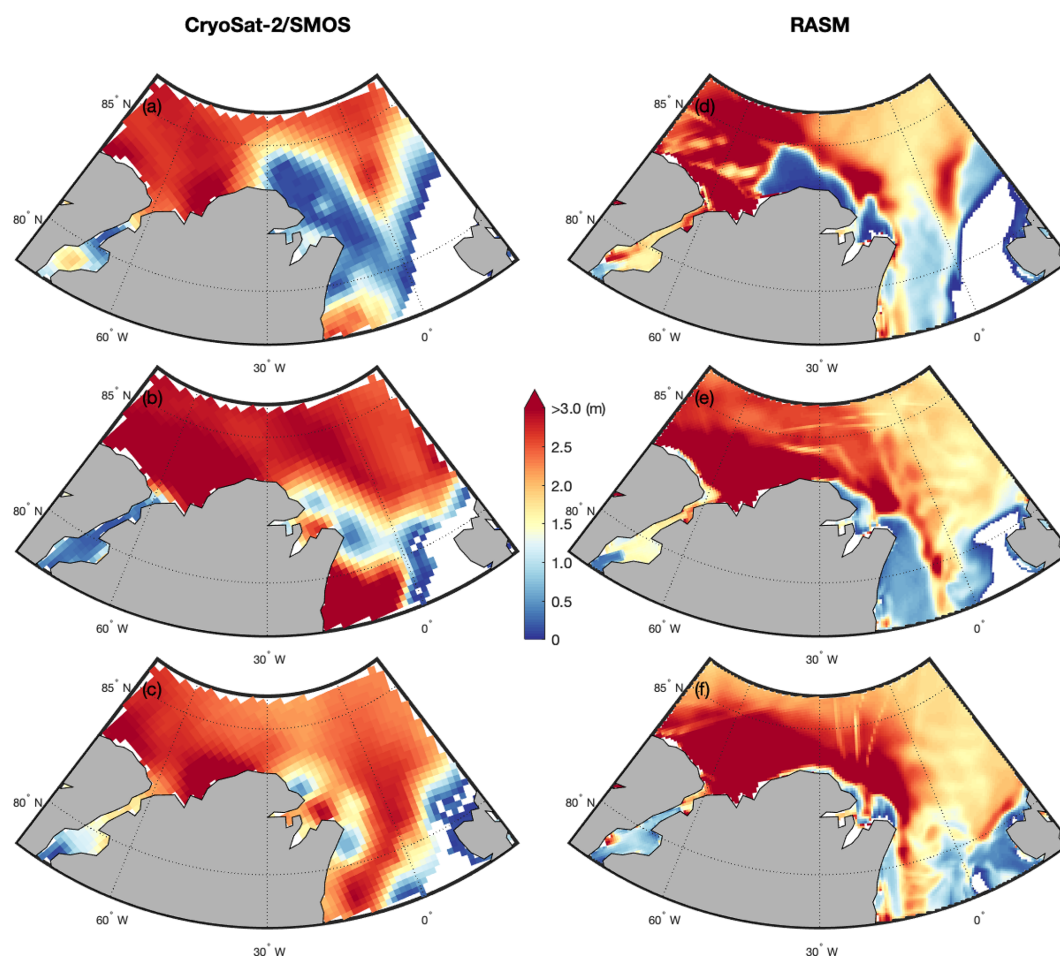 CryoSat-2/SMOS RASM
85° N (a) (d)
80° N 80° N
60° W 0° 60° W 0°
30° W 30° W
85° N (b) 85° N (e)
>3.0 (m)
2.5
2.0
80° N 1.5 80° N
1.0
0.5
0
60° W 0° 60° W 0°
30° W 30° W
85° N (c) 85° N (f)
80° N 80° N
60° W 0° 60° W 0°
30° W 30° W